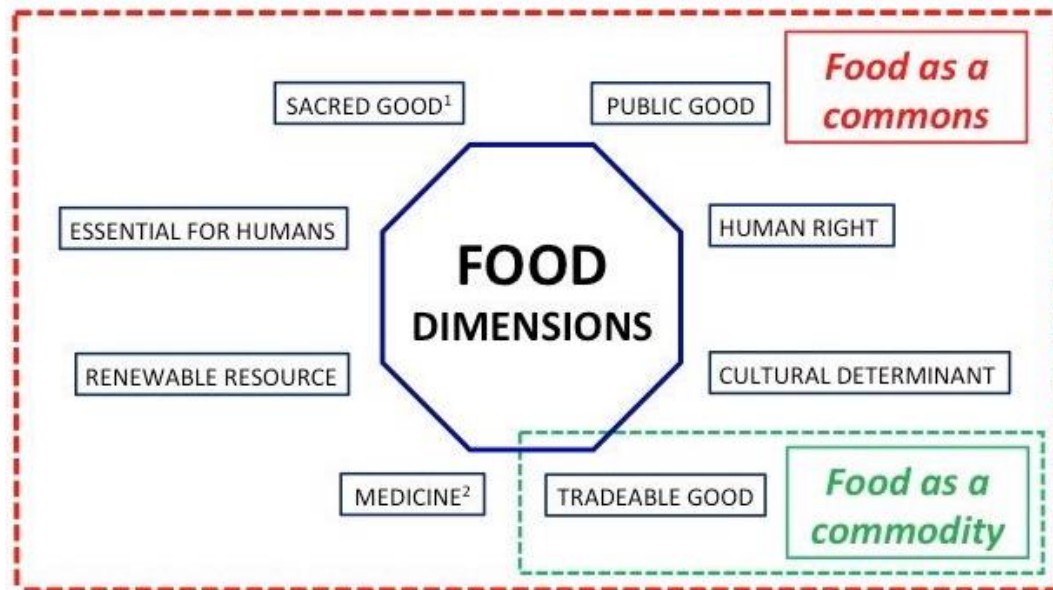 Food as a
commons
SACRED GOOD¹
PUBLIC GOOD
ESSENTIAL FOR HUMANS
HUMAN RIGHT
FOOD
DIMENSIONS
RENEWABLE RESOURCE
CULTURAL DETERMINANT
MEDICINE²
TRADEABLE GOOD
Food as a
commodity